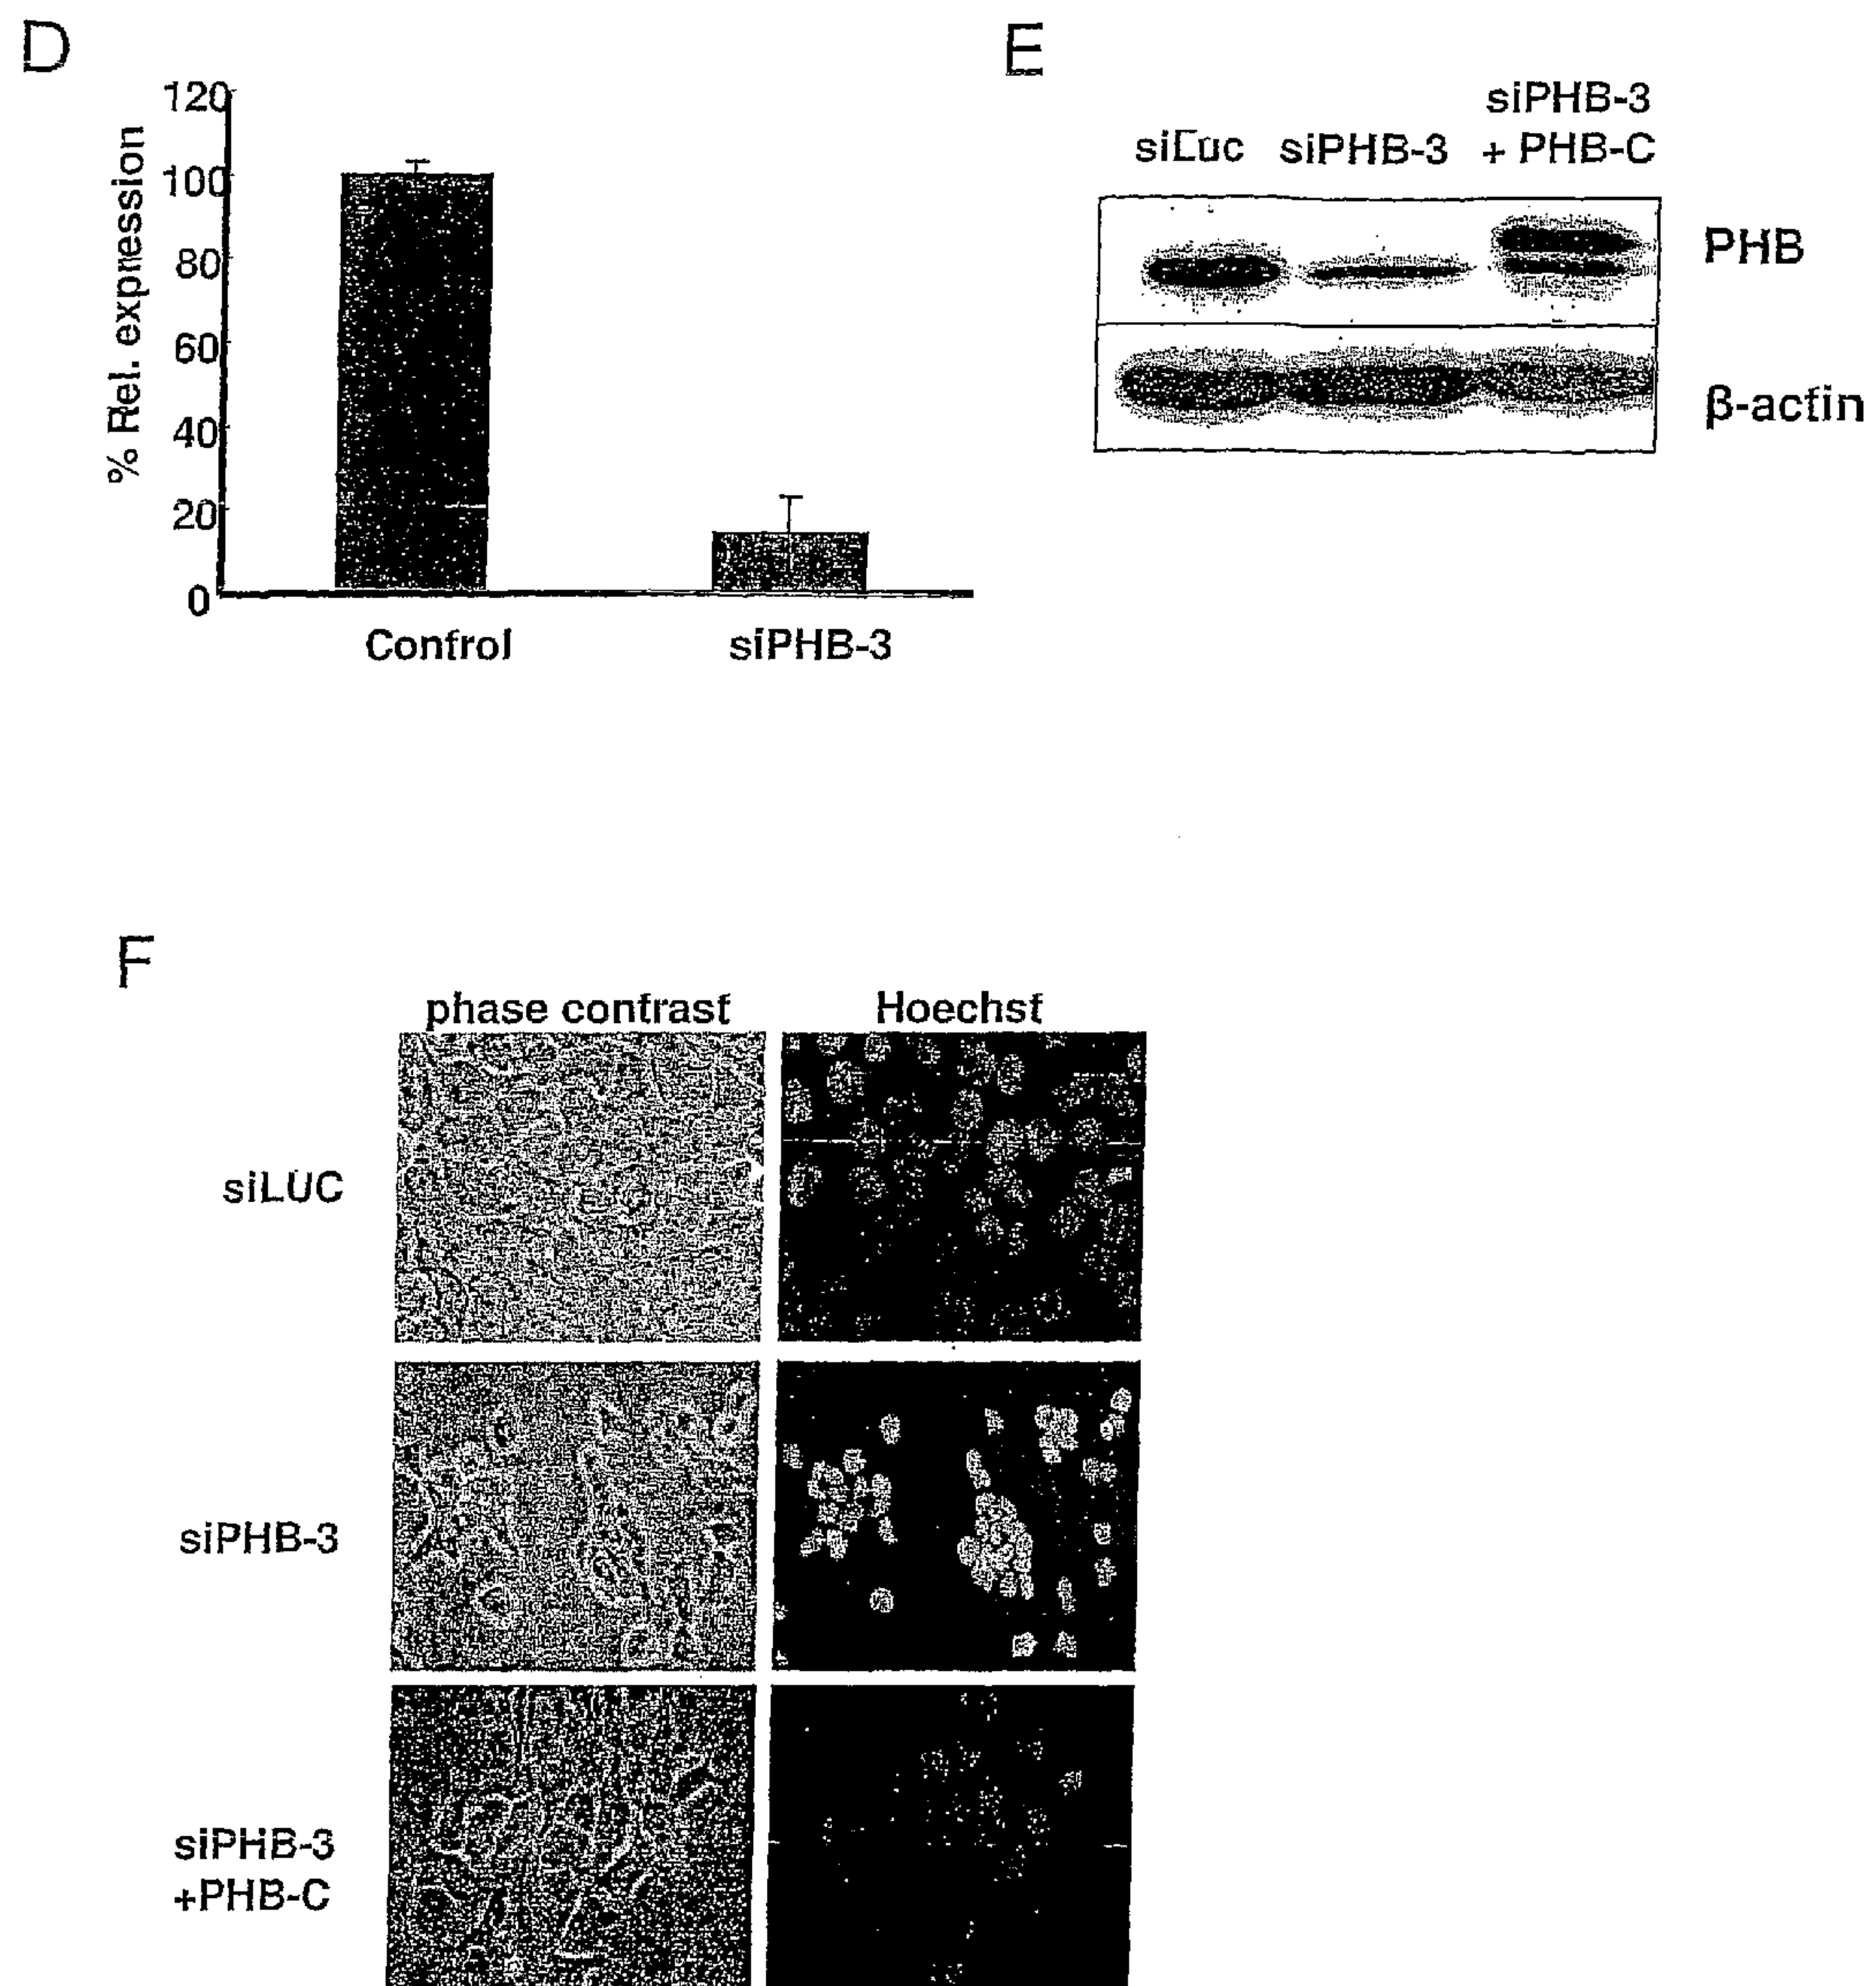 D
120
100
80
60
40
20
0
% Rel. expression
Control
siPHB-3
E
siLuc siPHB-3 siPHB-3
+ PHB-C
PHB
β-actin
F
phase contrast Hoechst
siLUC
siPHB-3
siPHB-3
+PHB-C